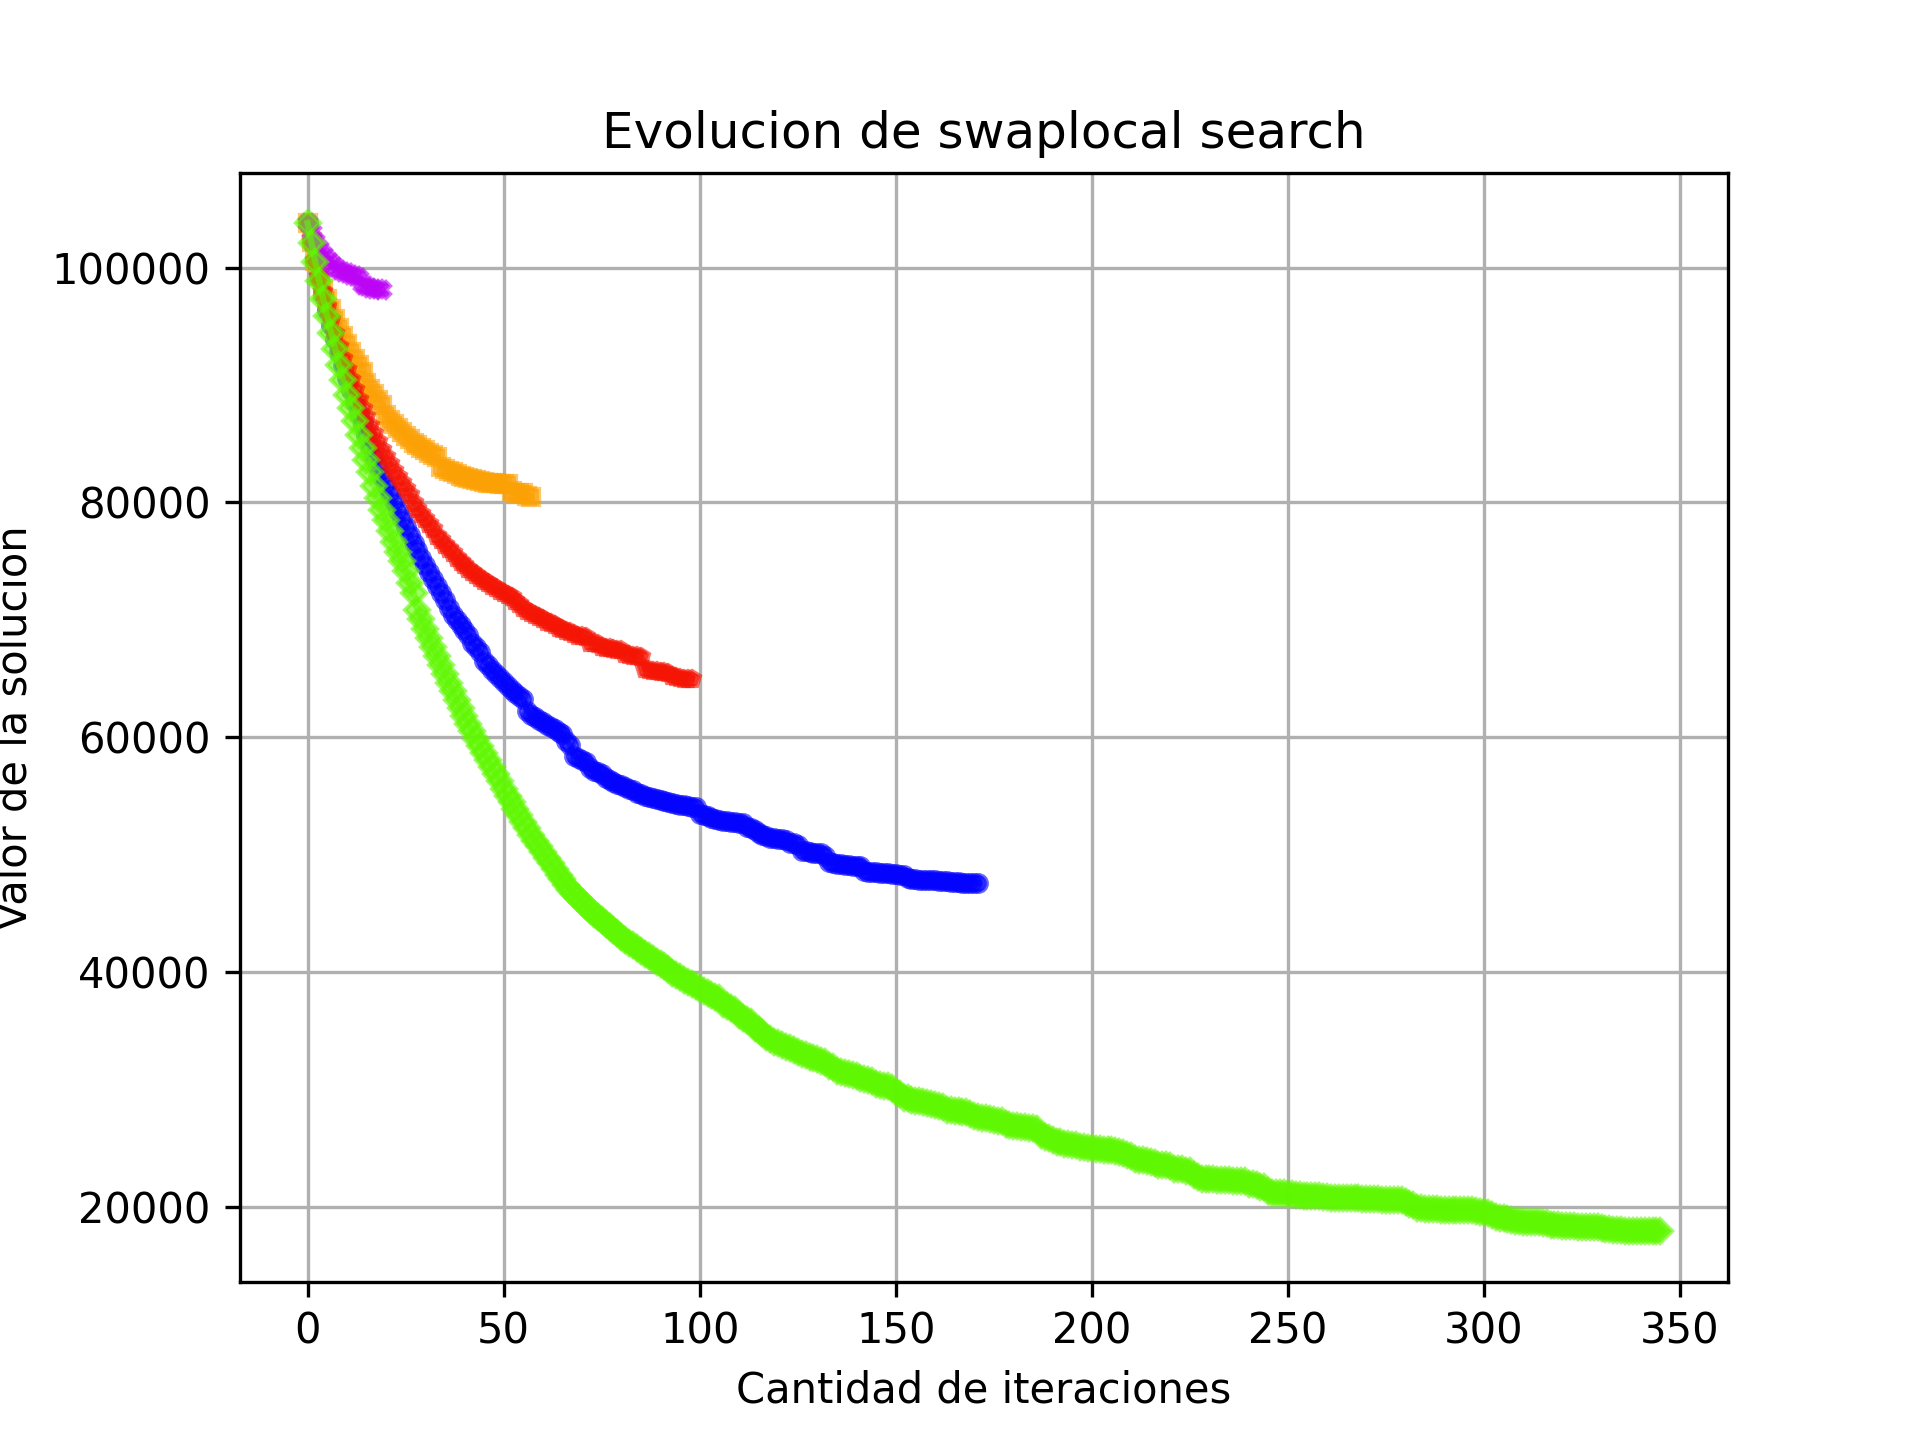 Evolucion de swaplocal search
Valor de la solucion
100000
80000
60000
40000
20000
0 50 100 150 200 250 300 350
Cantidad de iteraciones